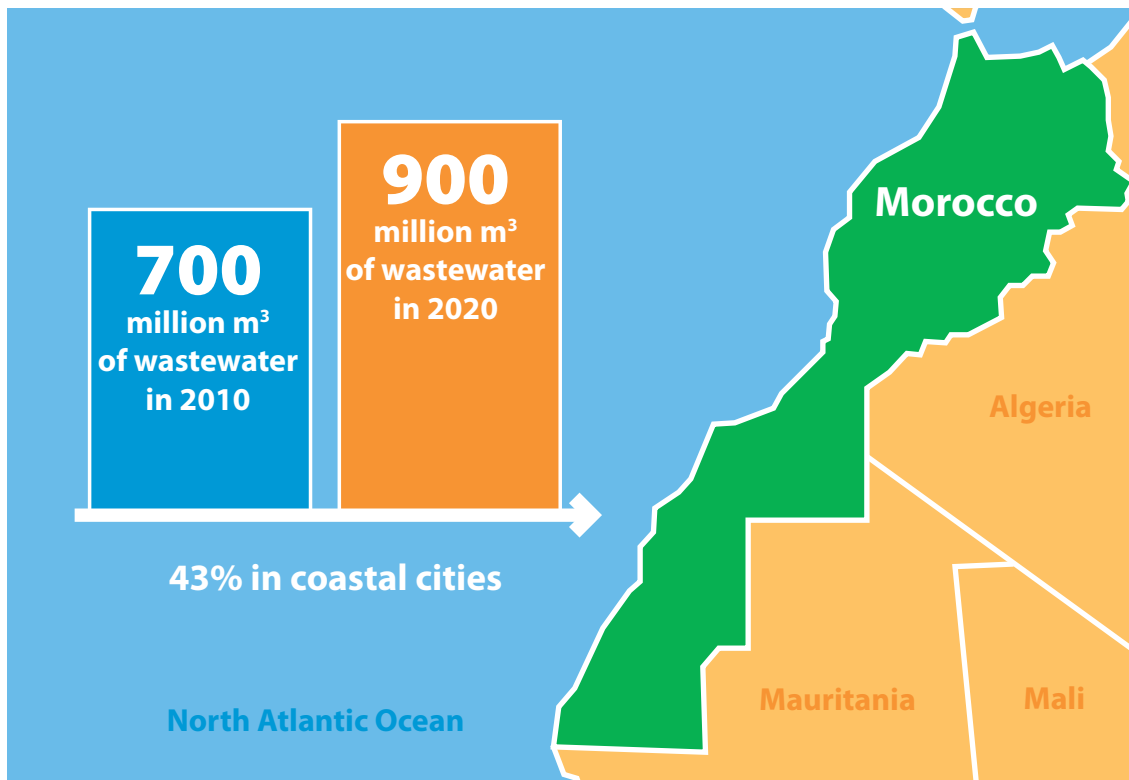 700
million m³
of wastewater
in 2010
900
million m³
of wastewater
in 2020
43% in coastal cities
North Atlantic Ocean
Morocco
Algeria
Mauritania
Mali